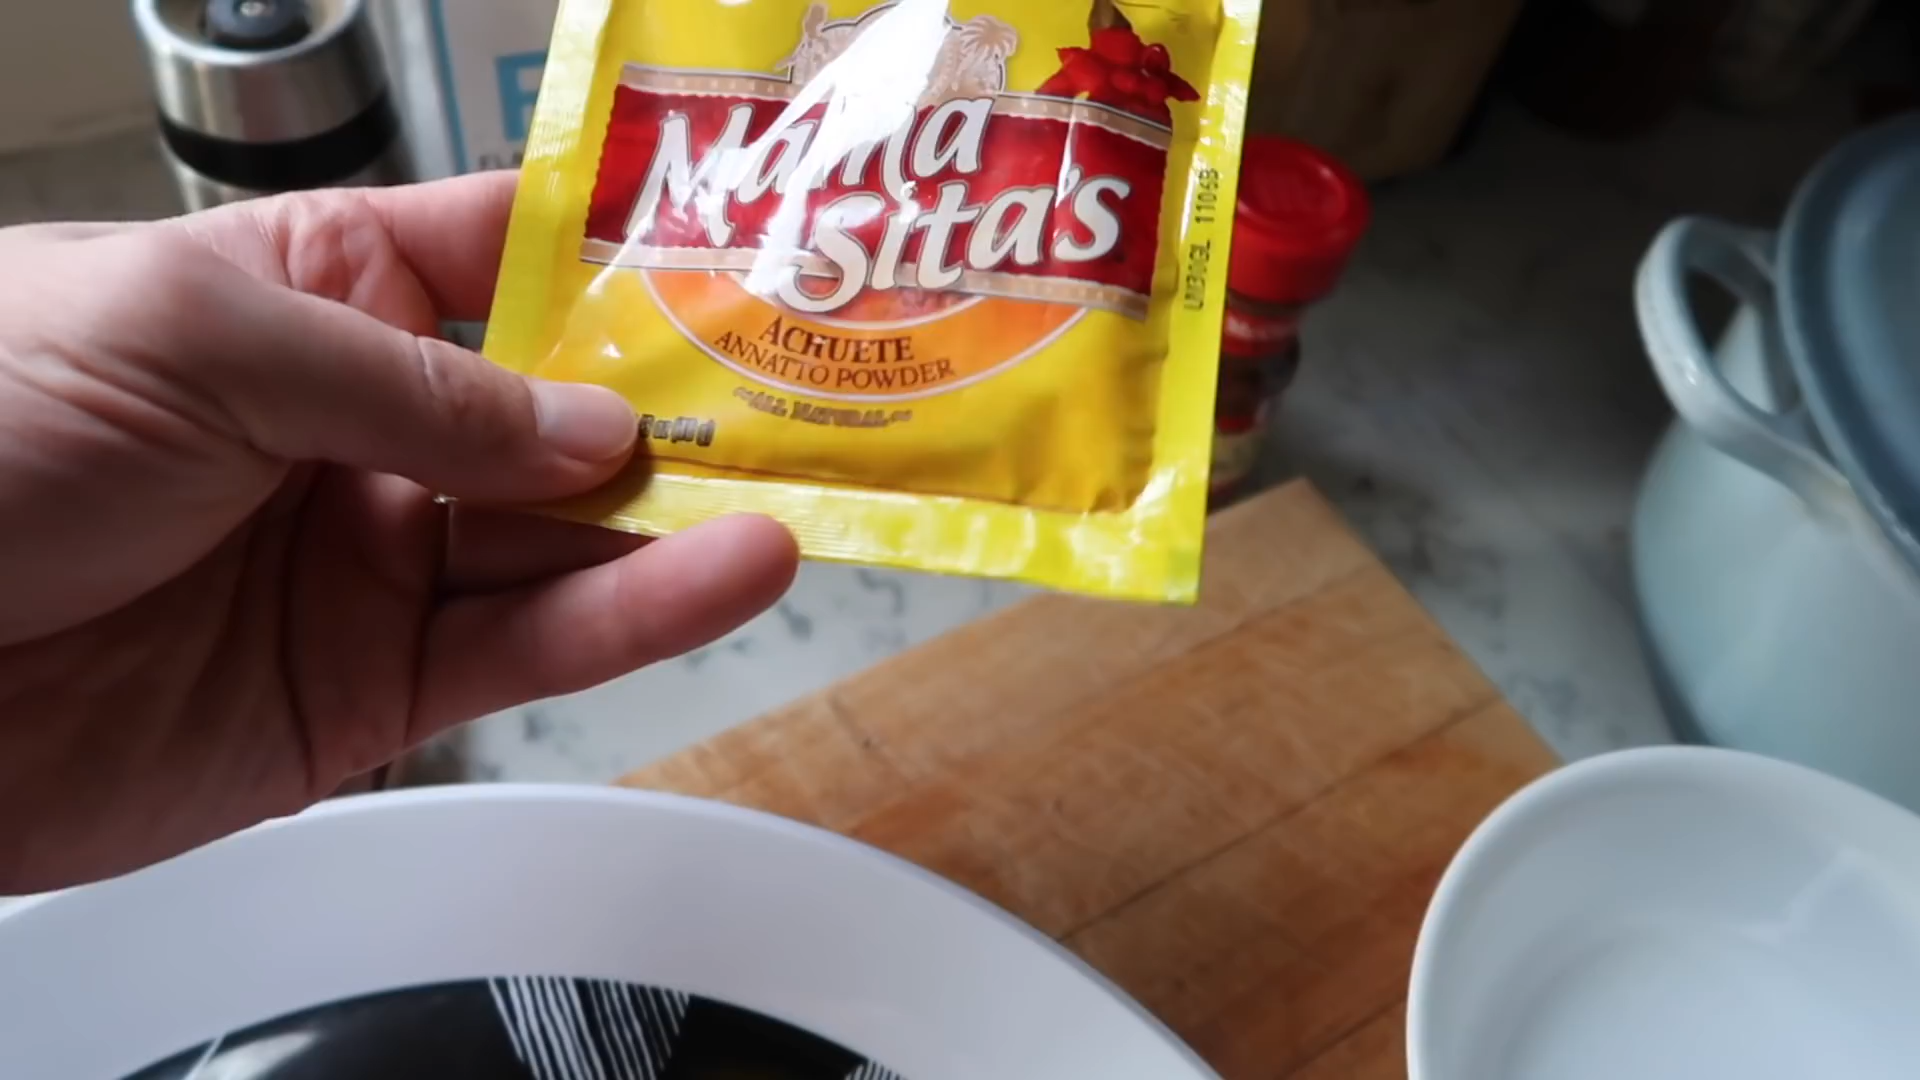 Mama
Sita's
ACHUETE
ANNATTO POWDER
~ALL NATURAL~